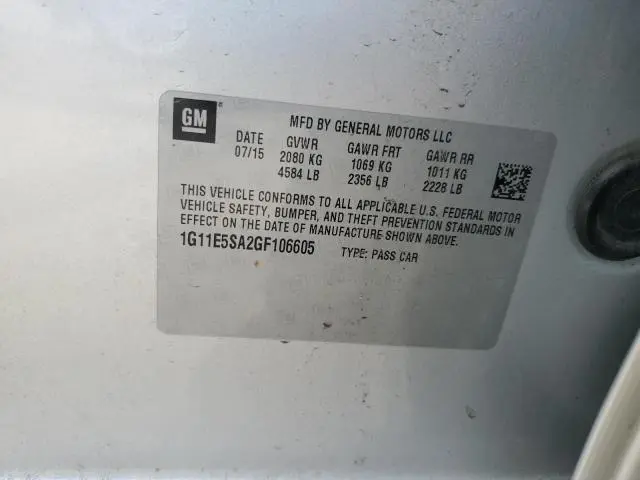 GM®
MFD BY GENERAL MOTORS LLC
DATE GVWR GAWR FRT GAWR RR
07/15 2080 KG 1069 KG 1011 KG
4584 LB 2356 LB 2228 LB
THIS VEHICLE CONFORMS TO ALL APPLICABLE U.S. FEDERAL MOTOR
VEHICLE SAFETY, BUMPER, AND THEFT PREVENTION STANDARDS IN
EFFECT ON THE DATE OF MANUFACTURE SHOWN ABOVE.
1G11E5SA2GF106605 TYPE: PASS CAR